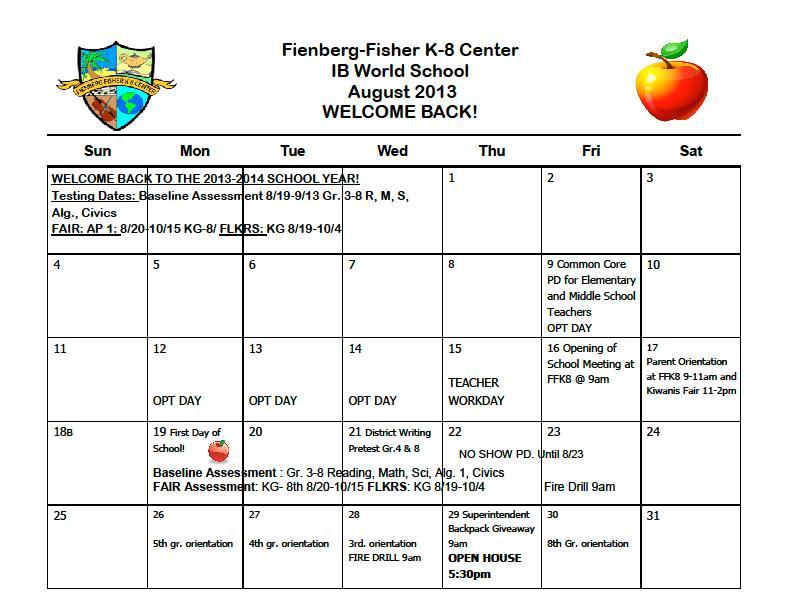 FIENBERG-FISHER K-8 CENTER
Fienberg-Fisher K-8 Center
IB World School
August 2013
WELCOME BACK!
Sun Mon Tue Wed Thu Fri Sat
WELCOME BACK TO THE 2013-2014 SCHOOL YEAR!
Testing Dates: Baseline Assessment 8/19-9/13 Gr. 3-8 R, M, S,
Alg., Civics
FAIR: AP 1: 8/20-10/15 KG-8/ FLKRS: KG 8/19-10/4
1
2
3
4
5
6
7
8
9 Common Core
PD for Elementary
and Middle School
Teachers
OPT DAY
10
11
12
OPT DAY
13
OPT DAY
14
OPT DAY
15
TEACHER
WORKDAY
16 Opening of
School Meeting at
FFK8 @ 9am
17
Parent Orientation
at FFK8 9-11am and
Kiwanis Fair 11-2pm
18B
19 First Day of
School!
20
21 District Writing
Pretest Gr.4 & 8
22
23
NO SHOW PD. Until 8/23
24
Baseline Assessment : Gr. 3-8 Reading, Math, Sci, Alg. 1, Civics
FAIR Assessment: KG- 8th 8/20-10/15 FLKRS: KG 8/19-10/4
Fire Drill 9am
25
26
5th gr. orientation
27
4th gr. orientation
28
3rd. orientation
FIRE DRILL 9am
29 Superintendent
Backpack Giveaway
9am
OPEN HOUSE
5:30pm
30
8th Gr. orientation
31